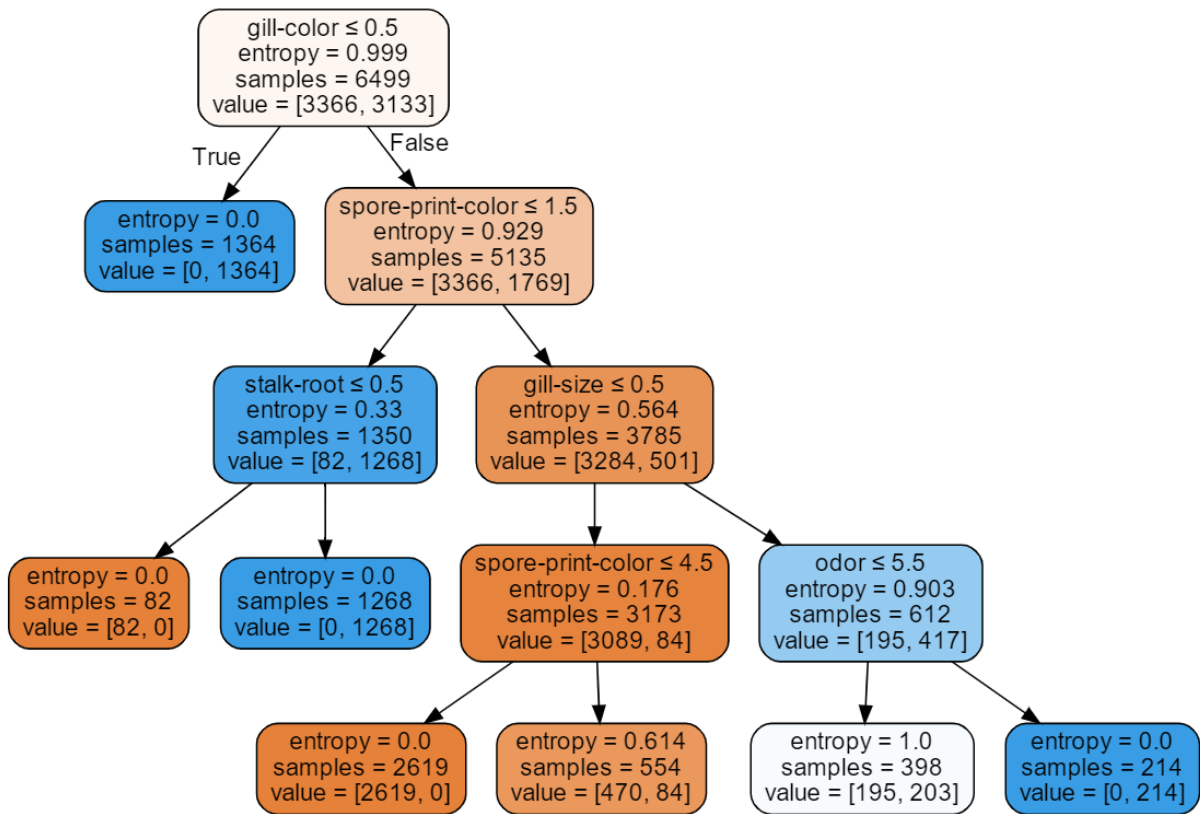 gill-color ≤ 0.5
entropy = 0.999
samples = 6499
value = [3366, 3133]
True
False
entropy = 0.0
samples = 1364
value = [0, 1364]
spore-print-color ≤ 1.5
entropy = 0.929
samples = 5135
value = [3366, 1769]
stalk-root ≤ 0.5
entropy = 0.33
samples = 1350
value = [82, 1268]
gill-size ≤ 0.5
entropy = 0.564
samples = 3785
value = [3284, 501]
entropy = 0.0
samples = 82
value = [82, 0]
entropy = 0.0
samples = 1268
value = [0, 1268]
spore-print-color ≤ 4.5
entropy = 0.176
samples = 3173
value = [3089, 84]
odor ≤ 5.5
entropy = 0.903
samples = 612
value = [195, 417]
entropy = 0.0
samples = 2619
value = [2619, 0]
entropy = 0.614
samples = 554
value = [470, 84]
entropy = 1.0
samples = 398
value = [195, 203]
entropy = 0.0
samples = 214
value = [0, 214]